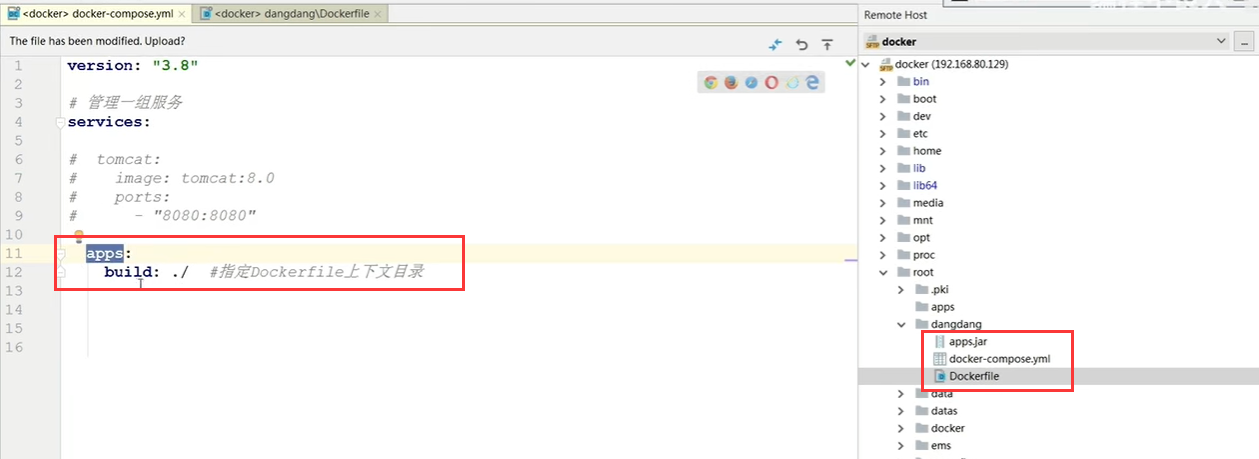 <docker> docker-compose.yml
<docker> dangdang\Dockerfile
The file has been modified. Upload?
1 version: "3.8"
2
3 # 管理一组服务
4 services:
5
6 # tomcat:
7 # image: tomcat:8.0
8 # ports:
9 # - "8080:8080"
10
11 apps:
12 build: ./ #指定Dockerfile上下文目录
13
14
15
16
Remote Host
docker
...
docker (192.168.80.129)
bin
boot
dev
etc
home
lib
lib64
media
mnt
opt
proc
root
.pki
apps
dangdang
apps.jar
docker-compose.yml
Dockerfile
data
datas
docker
ems